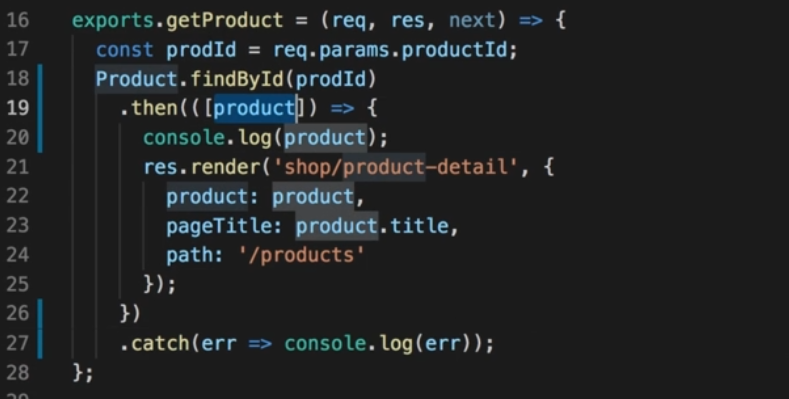 16 exports.getProduct = (req, res, next) => {
17 const prodId = req.params.productId;
18 Product.findById(prodId)
19 .then(([product]) => {
20 console.log(product);
21 res.render('shop/product-detail', {
22 product: product,
23 pageTitle: product.title,
24 path: '/products'
25 });
26 })
27 .catch(err => console.log(err));
28 };